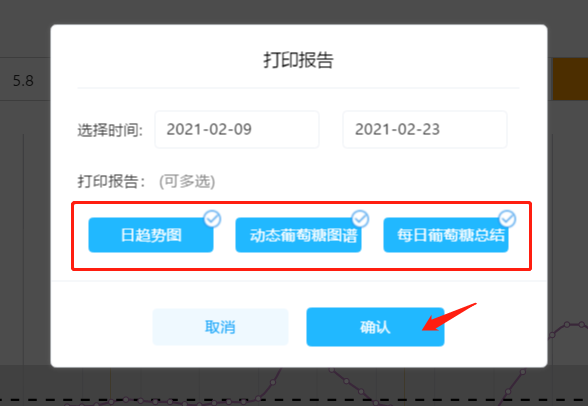 打印报告
5.8
选择时间: 2021-02-09 2021-02-23
打印报告: (可多选)
日趋势图 动态葡萄糖图谱 每日葡萄糖总结
取消 确认